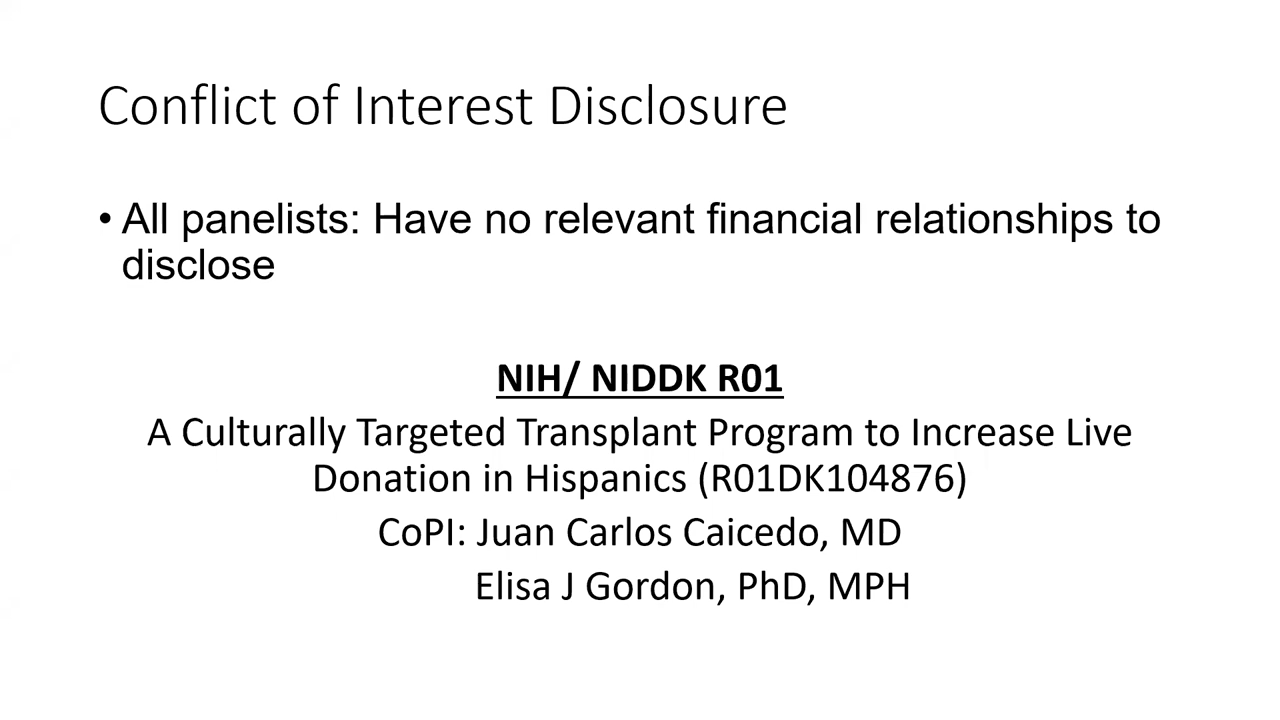 Conflict of Interest Disclosure
• All panelists: Have no relevant financial relationships to
disclose
NIH/ NIDDK R01
A Culturally Targeted Transplant Program to Increase Live
Donation in Hispanics (R01DK104876)
CoPI: Juan Carlos Caicedo, MD
Elisa J Gordon, PhD, MPH